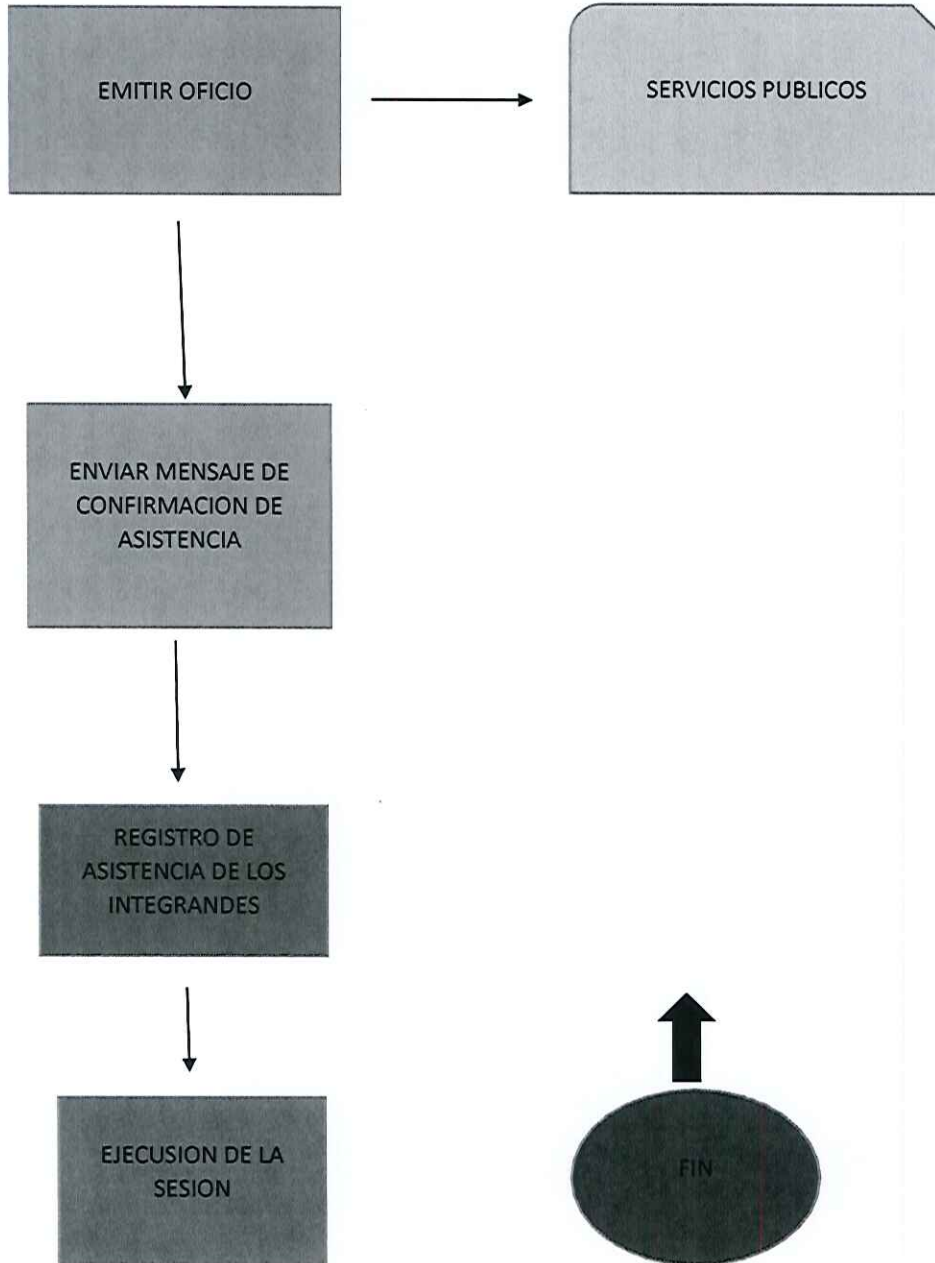 EMITIR OFICIO
SERVICIOS PUBLICOS
ENVIAR MENSAJE DE
CONFIRMACION DE
ASISTENCIA
REGISTRO DE
ASISTENCIA DE LOS
INTEGRANDES
EJECUSION DE LA
SESION
FIN